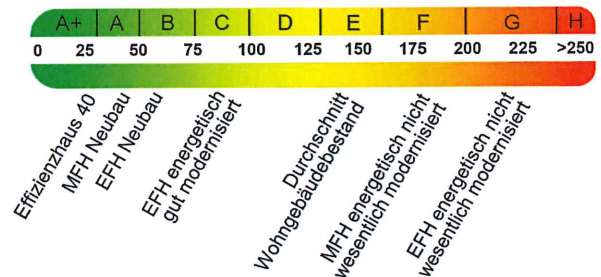 A+ A B C D E F G H
0 25 50 75 100 125 150 175 200 225 >250
Effizienzhaus 40
MFH Neubau
EFH Neubau
EFH energetisch
gut modernisiert
Durchschnitt
Wohngebäudebestand
MFH energetisch nicht
wesentlich modernisiert
EFH energetisch nicht
wesentlich modernisiert